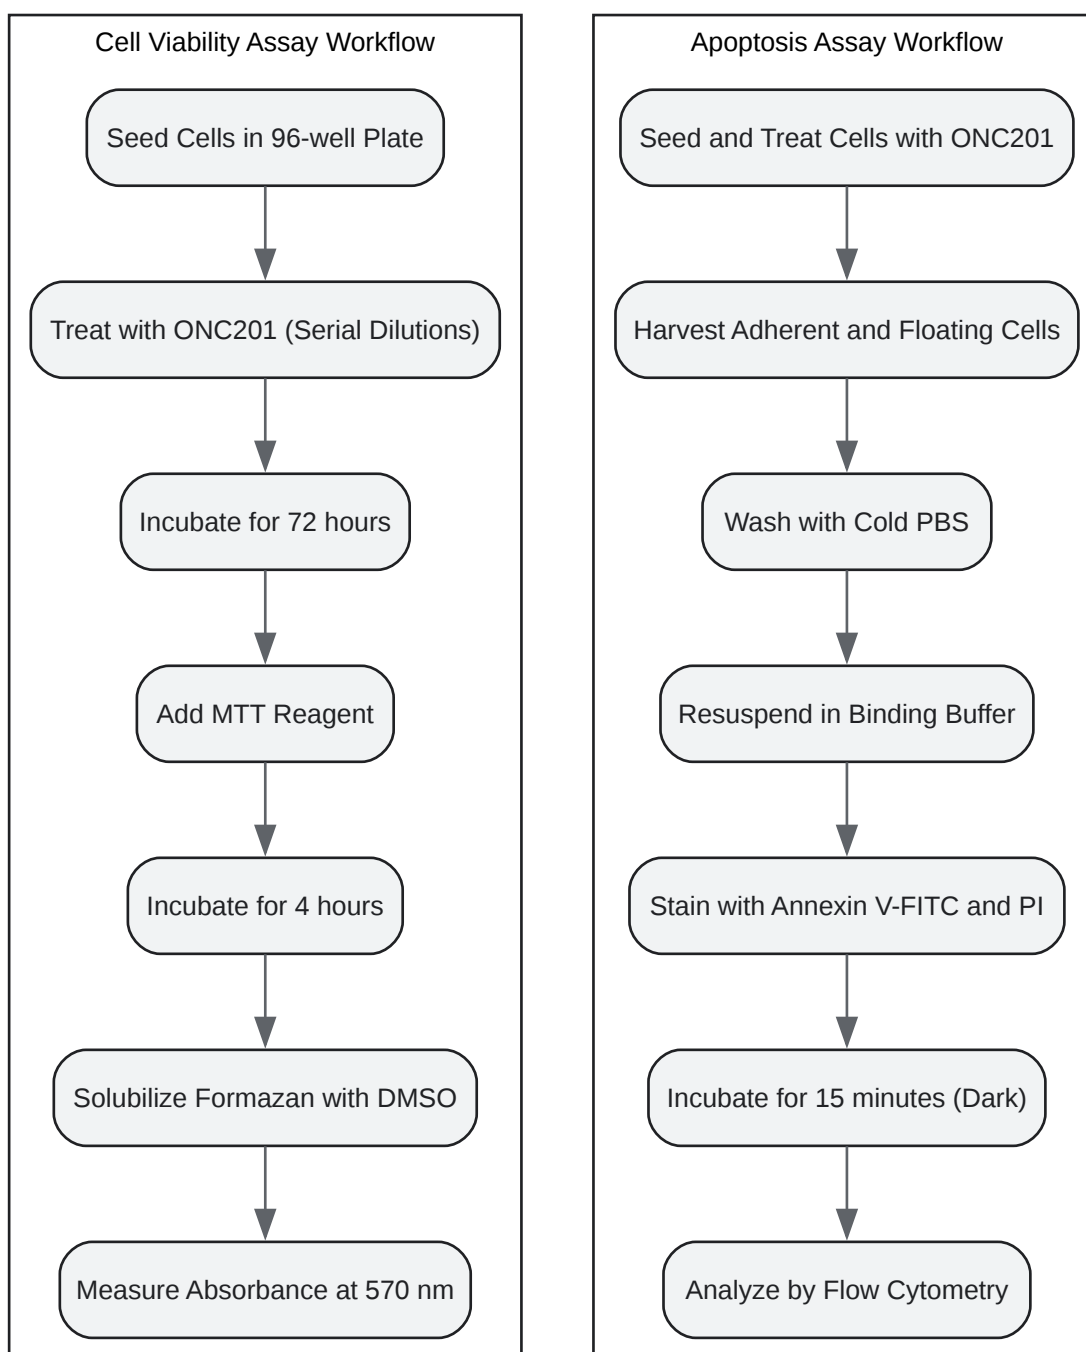 Cell Viability Assay Workflow
Seed Cells in 96-well Plate
Treat with ONC201 (Serial Dilutions)
Incubate for 72 hours
Add MTT Reagent
Incubate for 4 hours
Solubilize Formazan with DMSO
Measure Absorbance at 570 nm
Apoptosis Assay Workflow
Seed and Treat Cells with ONC201
Harvest Adherent and Floating Cells
Wash with Cold PBS
Resuspend in Binding Buffer
Stain with Annexin V-FITC and PI
Incubate for 15 minutes (Dark)
Analyze by Flow Cytometry